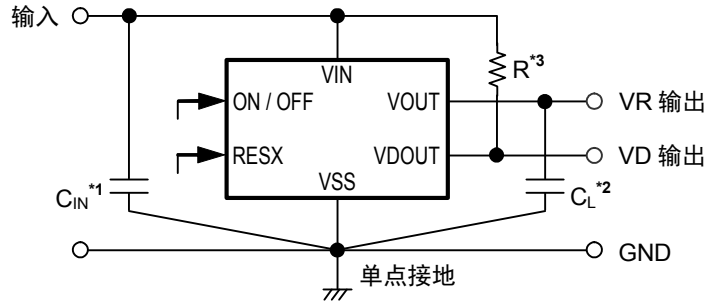 输入
VIN
R*3
ON / OFF
VOUT
VR 输出
RESX
VDOUT
VD 输出
VSS
CIN*1
CL*2
GND
单点接地